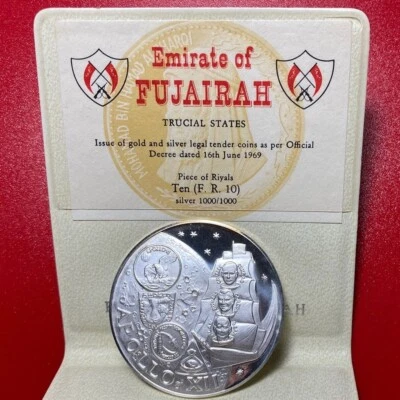 Emirate of
FUJAIRAH
TRUCIAL STATES
Issue of gold and silver legal tender coins as per Official
Decree dated 16th June 1969
Piece of Riyals
Ten (F. R. 10)
silver 1000/1000
APOLLO XII